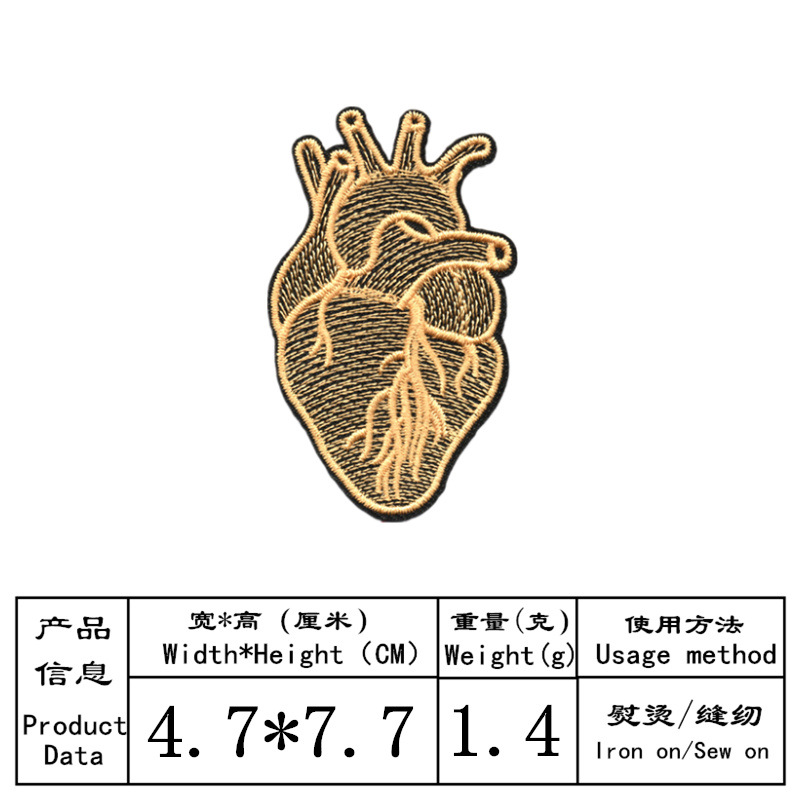 产品
信息
Product
Data
宽*高 (厘米)
Width*Height (CM)
4.7*7.7
重量(克)
Weight(g)
1.4
使用方法
Usage method
熨烫/缝纫
Iron on/Sew on